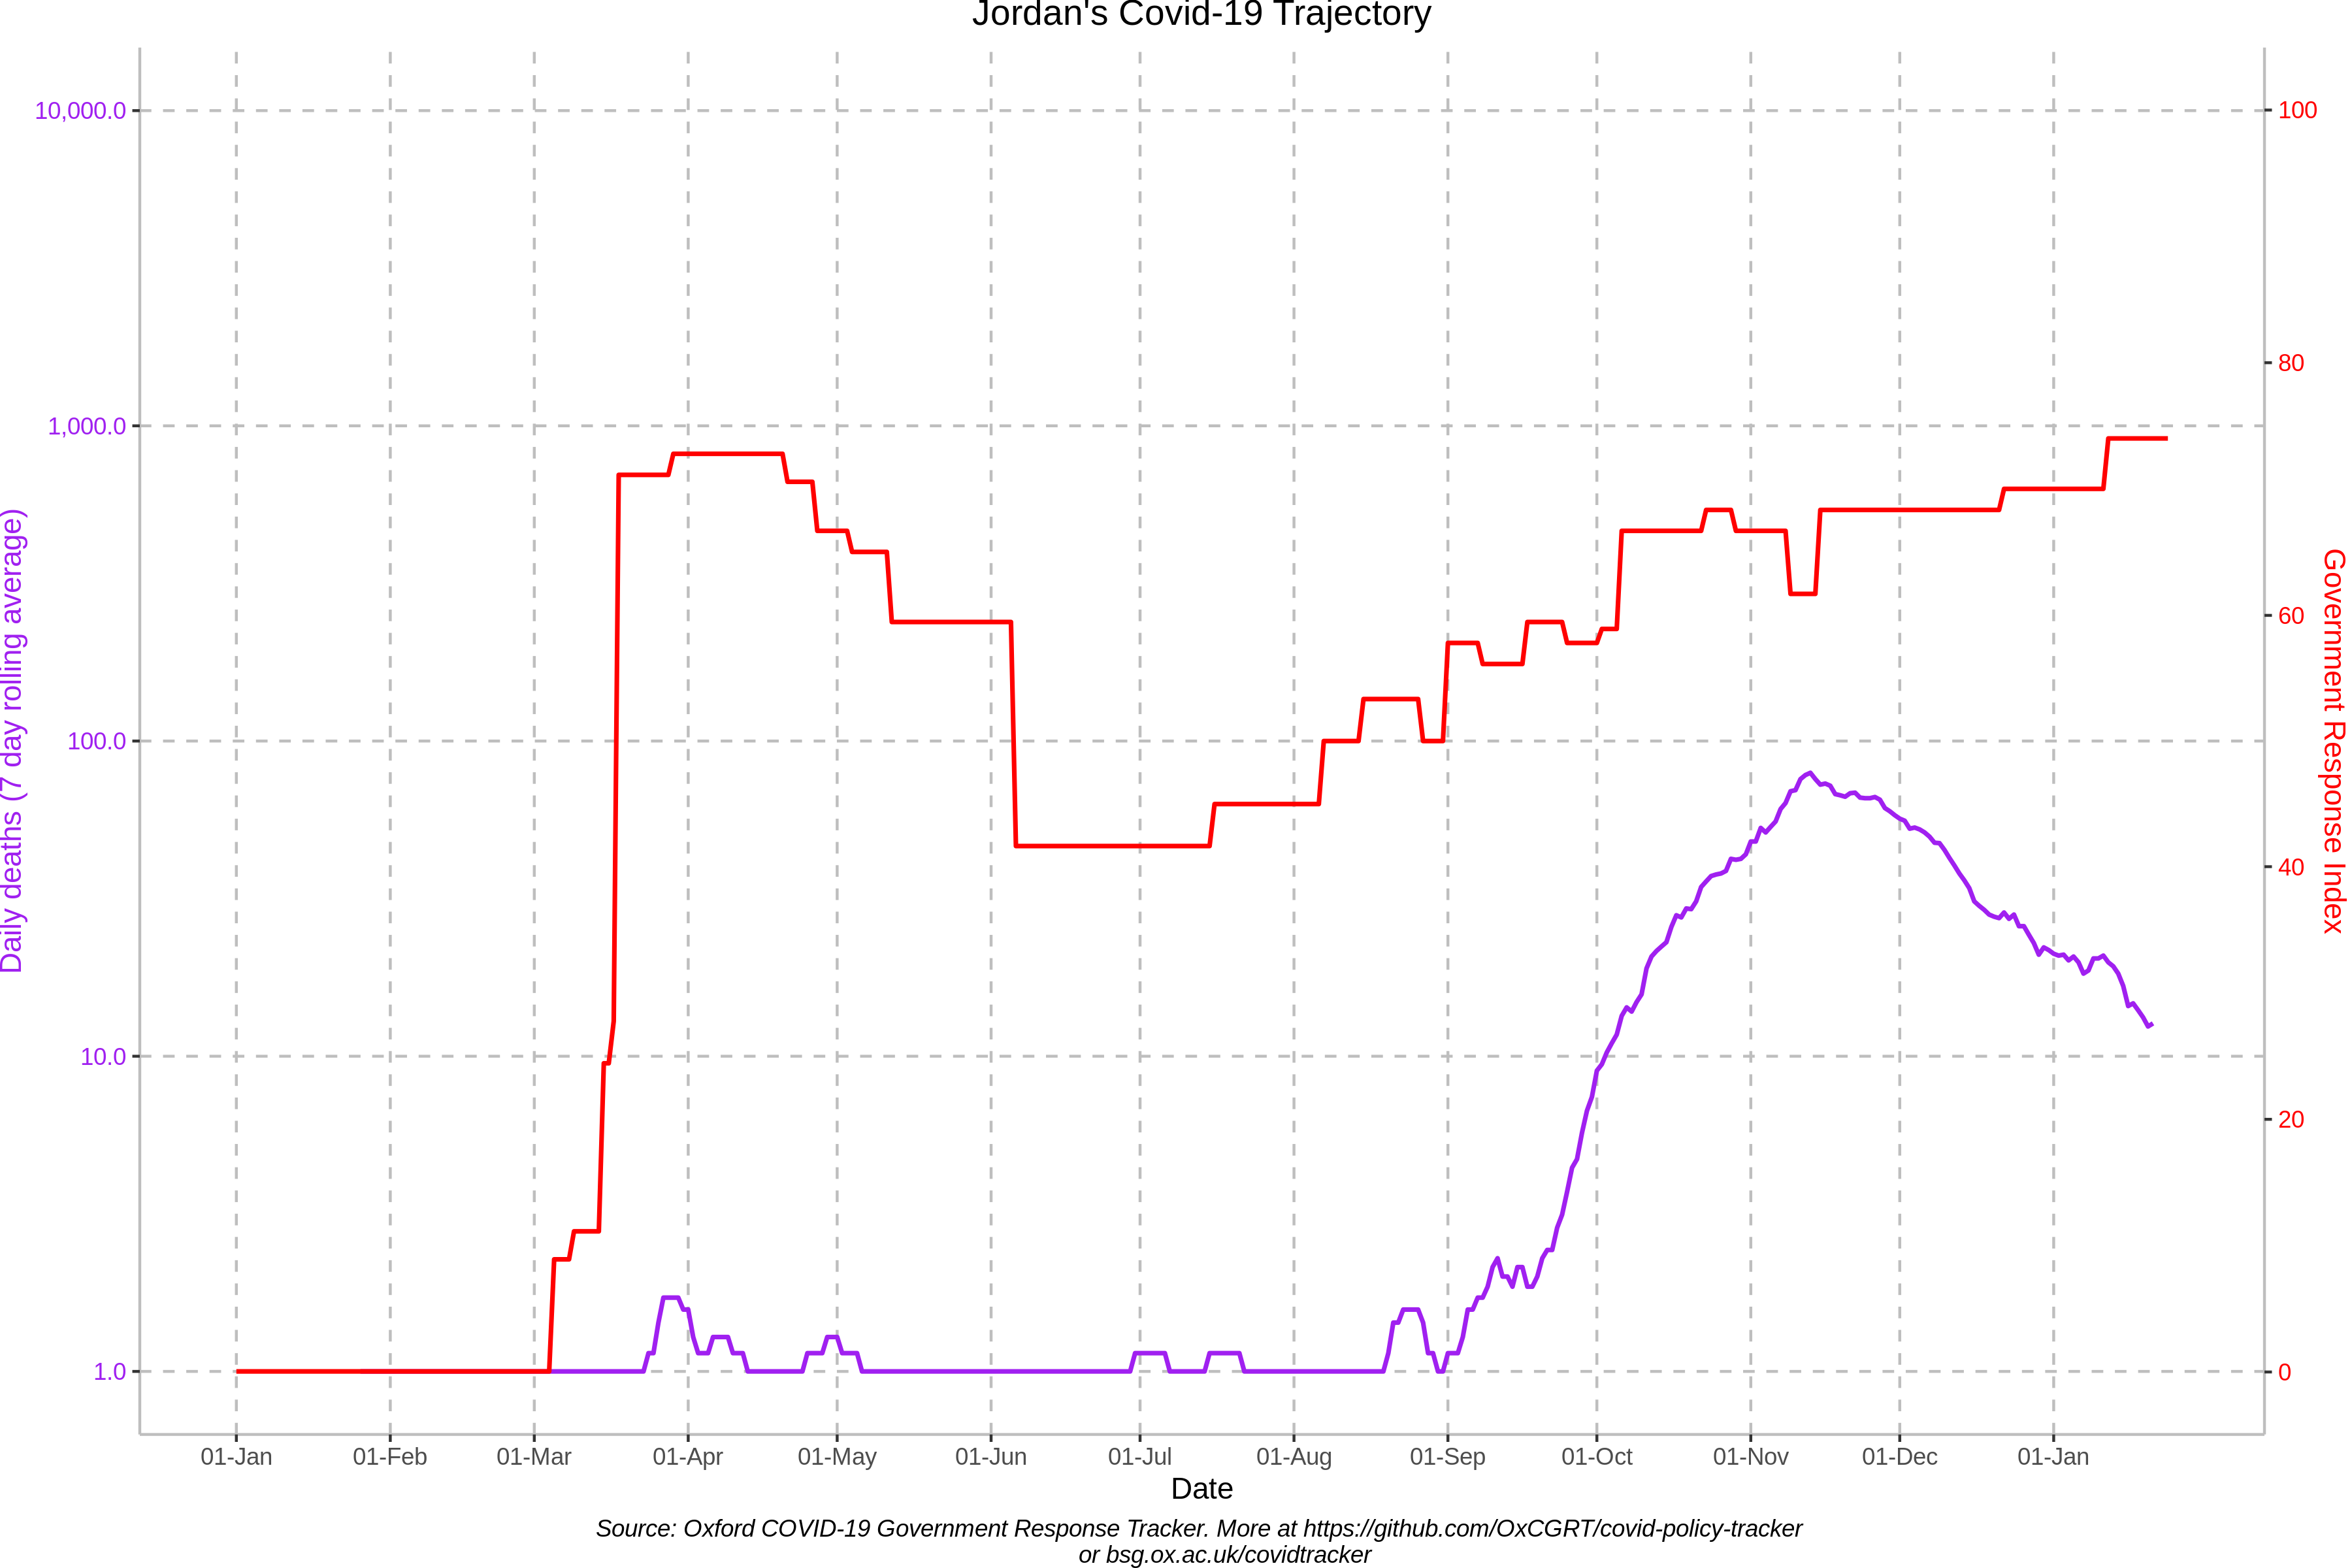 Jordan's Covid-19 Trajectory
Daily deaths (7 day rolling average)
10,000.0
1,000.0
100.0
10.0
1.0
100
80
60
40
20
0
Government Response Index
01-Jan 01-Feb 01-Mar 01-Apr 01-May 01-Jun 01-Jul 01-Aug 01-Sep 01-Oct 01-Nov 01-Dec 01-Jan
Date
Source: Oxford COVID-19 Government Response Tracker. More at https://github.com/OxCGRT/covid-policy-tracker
or bsg.ox.ac.uk/covidtracker